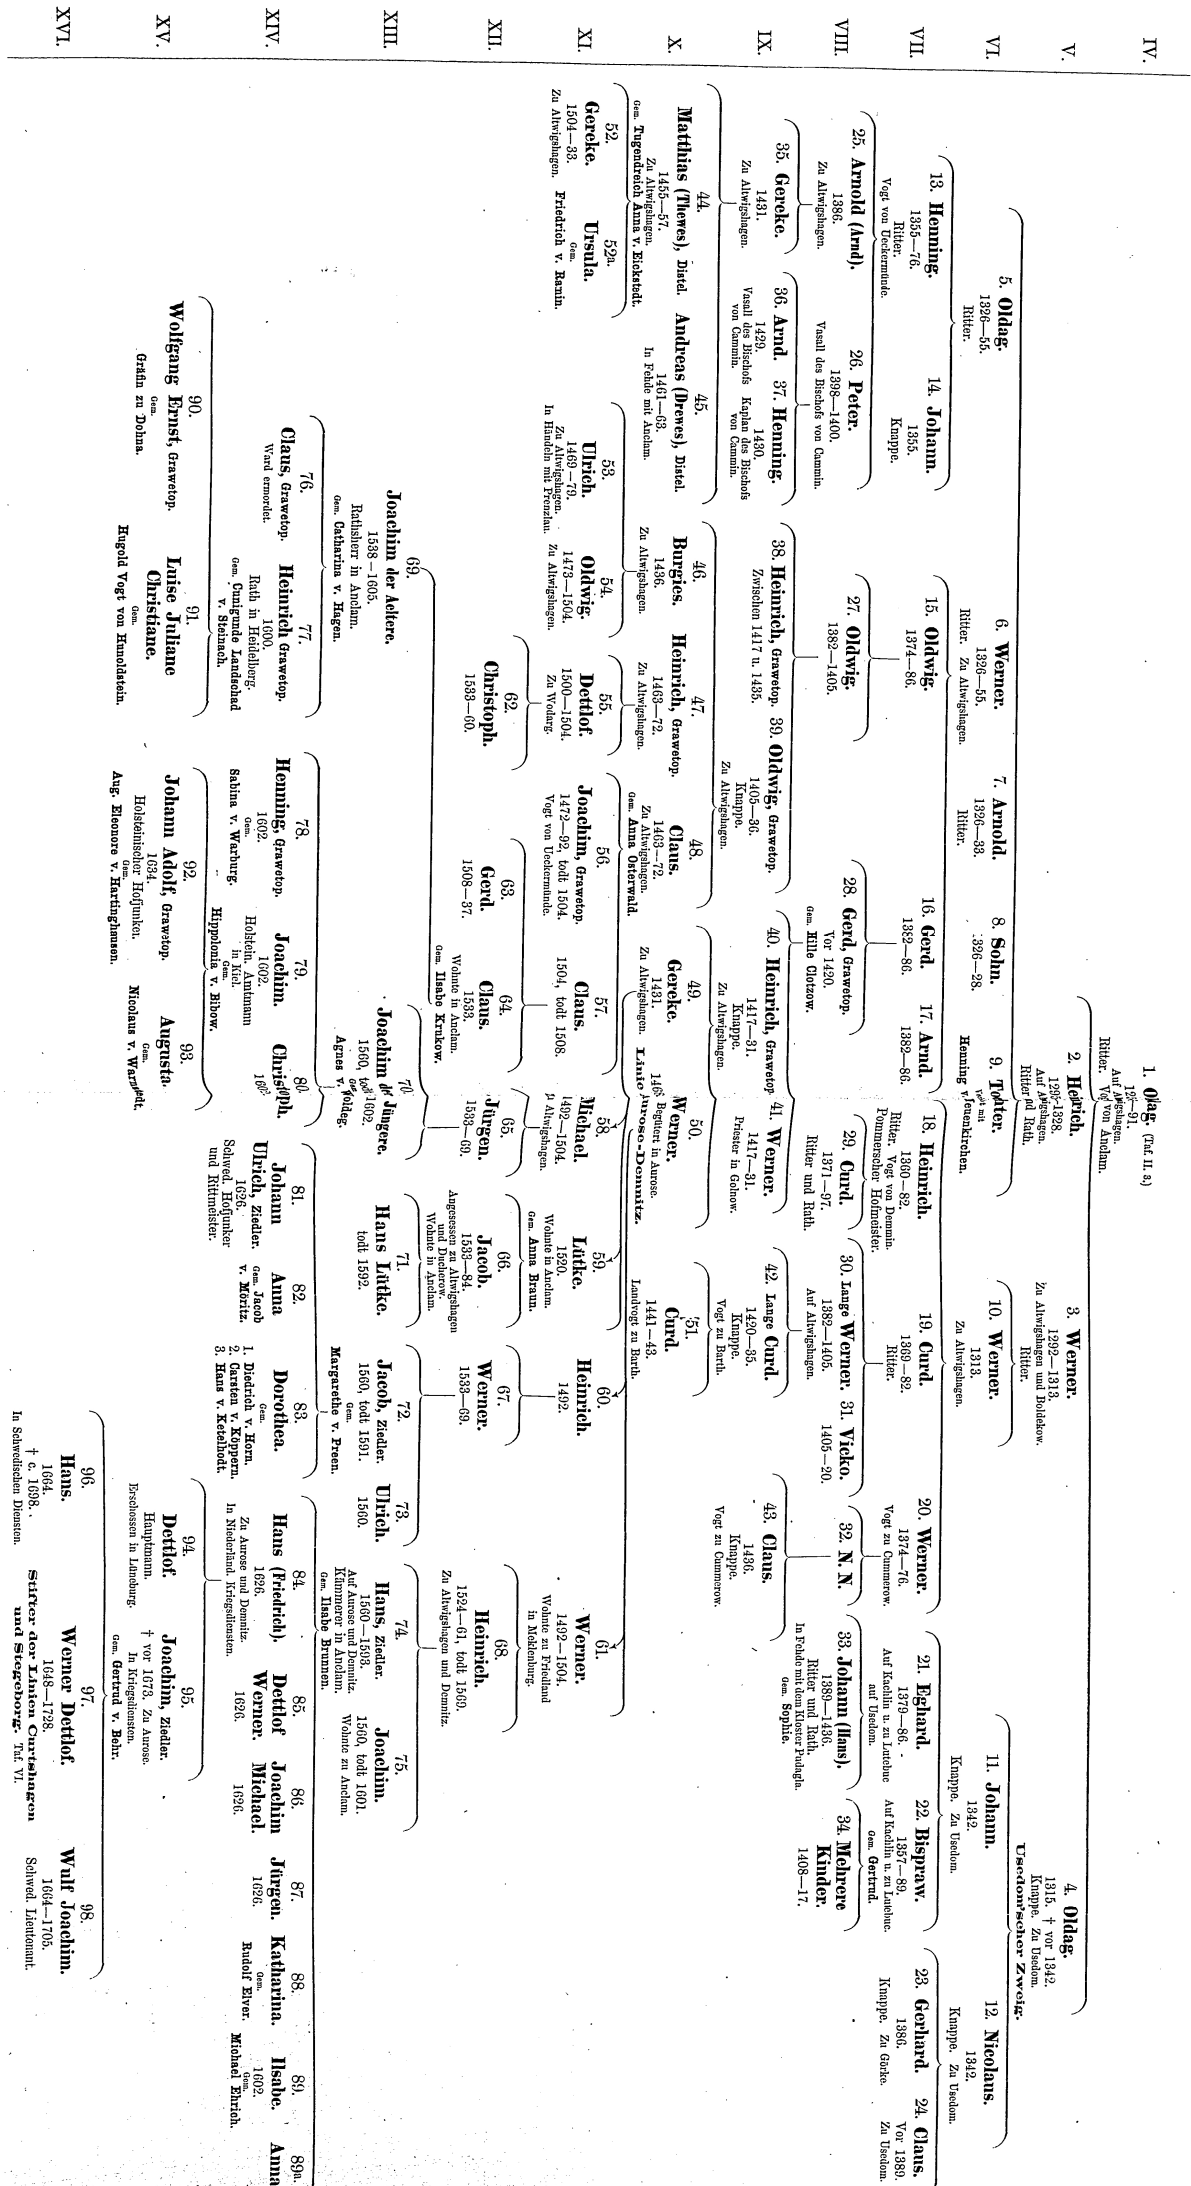 IV.
1. Oldag. (Taf. II. a.)
Auf Altwigshagen.
Ritter. Vogt von Anclam.
V.
2. Heinrich.
Auf Altwigshagen.
Ritter und Rath.
3. Werner.
1292—1313.
Zu Altwigshagen und Boldekow.
Ritter.
4. Oldag.
1315. † vor 1342.
Knappe. Zu Usedom.
Usedom'scher Zweig.
VI.
5. Oldag.
1326—55.
Ritter.
6. Werner.
1326—55.
Ritter. Zu Altwigshagen.
7. Arnold.
1326—33.
Ritter.
8. Sohn.
1326—28.
9. Tochter.
Henning v. Neuenkirchen.
10. Werner.
1313.
Zu Altwigshagen.
11. Johann.
1342.
Knappe. Zu Usedom.
12. Nicolaus.
1342.
Knappe. Zu Usedom.
VII.
13. Henning.
1355—76.
Ritter.
Vogt von Ueckermünde.
14. Johann.
1355.
Knappe.
15. Oldwig.
1374—86.
16. Gerd.
1382—86.
17. Arnd.
1382—86.
18. Heinrich.
1360—82.
Ritter. Vogt von Demmin.
Pommerscher Hofmeister.
19. Curd.
1369—82.
Ritter.
20. Werner.
1374—76.
Vogt zu Cummerow.
21. Eghard.
1379—86.
Auf Kachlin u. zu Lutebuc
auf Usedom.
22. Bispraw.
1357—89.
Auf Kachlin u. zu Lutebuc.
Gem. Gertrud.
23. Gerhard.
1386.
Knappe. Zu Görke.
24. Claus.
Vor 1389.
Zu Usedom.
VIII.
25. Arnold (Arnd).
1386.
Zu Altwigshagen.
26. Peter.
1398—1400.
Vasall des Bischofs von Cammin.
27. Oldwig.
1382—1405.
28. Gerd, Grawetop.
Vor 1420.
Gem. Hille Clotzow.
29. Curd.
1371—97.
Ritter und Rath.
30. Lange Werner.
1382—1405.
Auf Altwigshagen.
31. Vicko.
1405—20.
32. N. N.
33. Johann (Hans).
1389—1436.
Ritter und Rath.
In Fehde mit dem Kloster Pudagla.
Gem. Sophie.
34. Mehrere
Kinder.
1408—17.
IX.
35. Gereke.
1431.
Zu Altwigshagen.
36. Arnd.
1429.
Vasall des Bischofs
von Cammin.
37. Henning.
1430.
Kaplan des Bischofs
von Cammin.
38. Heinrich, Grawetop.
Zwischen 1417 u. 1435.
39. Oldwig, Grawetop.
1405—36.
Knappe.
Zu Altwigshagen.
40. Heinrich, Grawetop
1417—31.
Knappe.
Zu Altwigshagen.
41. Werner.
1417—31.
Priester in Golnow.
42. Lange Curd.
1420—35.
Knappe.
Vogt zu Barth.
43. Claus.
1436.
Knappe.
Vogt zu Cummerow.
X.
44.
Matthias (Thewes), Distel.
1455—57.
Zu Altwigshagen.
Gem. Tugendreich Anna v. Eickstedt.
45.
Andreas (Drewes), Distel.
1461—63.
In Fehde mit Anclam.
46.
Burgies.
1436.
Zu Altwigshagen.
47.
Heinrich, Grawetop.
1463—72.
Zu Altwigshagen.
48.
Claus.
1463—72.
Zu Altwigshagen.
Gem. Anna Osterwald.
49.
Gereke.
1431.
Zu Altwigshagen.
50.
Werner.
Begütert in Aurose.
Linie Aurose-Demnitz.
51.
Curd.
1441—43.
Landvogt zu Barth.
XI.
52.
Gereke.
1504—33.
Zu Altwigshagen.
52a.
Ursula.
Gem.
Friedrich v. Ramin.
53.
Ulrich.
1469—79.
Zu Altwigshagen.
In Händeln mit Prenzlau.
54.
Oldwig.
1473—1504.
Zu Altwigshagen.
55.
Dettlof.
1500—1504.
Zu Wodarg.
56.
Joachim, Grawetop.
1472—92, todt 1504.
Vogt von Ueckermünde.
57.
Claus.
1504, todt 1508.
58.
Michael.
1492—1504.
Altwigshagen.
59.
Lütke.
1520.
Wohnte in Anclam.
Gem. Anna Braun.
60.
Heinrich.
1492.
61.
Werner.
1492—1504.
Wohnte zu Friedland
in Meklenburg.
XII.
62.
Christoph.
1533—60.
63.
Gerd.
1508—37.
64.
Claus.
1533.
Wohnte in Anclam.
Gem. Ilsabe Krukow.
65.
Jürgen.
1533—69.
66.
Jacob.
1533—84.
Angesessen zu Altwigshagen
und Ducherow.
Wohnte in Anclam.
67.
Werner.
1533—69.
68.
Heinrich.
1524—61, todt 1569.
Zu Altwigshagen und Demnitz.
XIII.
69.
Joachim der Aeltere.
1538—1605.
Rathsherr in Anclam.
Gem. Catharina v. Hagen.
70.
Joachim der Jüngere.
1560, todt 1602.
Agnes v.
71.
Hans Lütke.
todt 1592.
72.
Jacob, Ziedler.
1560, todt 1591.
Gem.
Margarethe v. Preen.
73.
Ulrich.
1560.
74.
Hans, Ziedler.
1560—1593.
Auf Aurose und Demnitz.
Kämmerer in Anclam.
Gem. Ilsabe Brunnen.
75.
Joachim.
1560, todt 1601.
Wohnte zu Anclam.
XIV.
76.
Claus, Grawetop.
Ward ermordet.
77.
Heinrich Grawetop.
1600.
Rath in Heidelberg.
Gem. Cunigunde Landschad
v. Steinach.
78.
Henning, Grawetop.
1602.
Gem.
Sabina v. Warburg.
79.
Joachim.
1602.
Holstein. Amtmann
in Kiel.
Gem.
Hippolonia v. Bibow.
80.
Christoph.
81.
Johann
Ulrich, Ziedler.
1626.
Schwed. Hofjunker
und Rittmeister.
82.
Anna
Gem. Jacob
v. Möritz.
83.
Dorothea.
Gem.
1. Diedrich v. Horn.
2. Carsten v. Köppern.
3. Hans v. Ketelhodt.
84.
Hans (Friedrich).
1626.
Zu Aurose und Demnitz.
In Niederländ. Kriegsdiensten.
85.
Dettlof
Werner.
1626.
86.
Joachim
Michael.
1626.
87.
Jürgen.
1626.
88.
Katharina.
Gem.
Rudolf Elver.
89.
Ilsabe.
1602.
Gem.
Michael Ehrich.
89a.
Anna
XV.
90.
Wolfgang Ernst, Grawetop.
Gem.
Gräfin zu Dohna.
91.
Luise Juliane
Christiane.
Gem.
Hugold Vogt von Hunoldstein.
92.
Johann Adolf, Grawetop.
1634.
Holsteinischer Hofjunker.
Gem.
Aug. Eleonore v. Hartinghausen.
93.
Augusta.
Gem.
Nicolaus v. Warnstedt.
94.
Dettlof.
Hauptmann.
Erschossen in Lüneburg.
95.
Joachim, Ziedler.
† vor 1673. Zu Aurose.
In Kriegsdiensten.
Gem. Gertrud v. Behr.
XVI.
96.
Hans.
1664.
† c. 1698.
In Schwedischen Diensten.
97.
Werner Dettlof.
1648—1728.
Stifter der Linien Curtshagen
und Stegeborg. Taf. VI.
98.
Wulf Joachim.
1664—1705.
Schwed. Lieutonant.